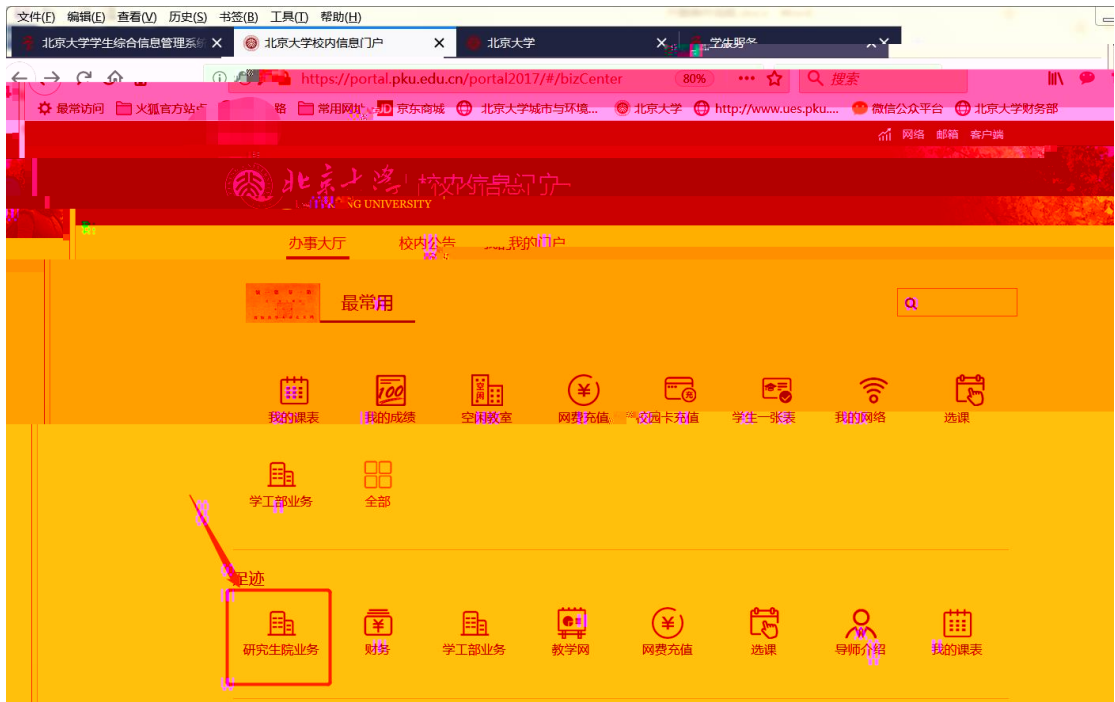 文件(F) 编辑(E) 查看(V) 历史(S) 书签(B) 工具(T) 帮助(H)
北京大学学生综合信息管理系统 北京大学校内信息门户 北京大学
https://portal.pku.edu.cn/portal2017/#/bizCenter 80% 搜索
最常访问 火狐官方站点 常用网址 JD 京东商城 北京大学城市与环境... 北京大学 http://www.ues.pku.... 微信公众平台 北京大学财务部
网络 邮箱 客户端
北京大学 校内信息门户
NG UNIVERSITY
办事大厅 校内公告 我的门户
最常用
我的课表 我的成绩 空闲教室 网费充值 校园卡充值 学生一张表 我的网络 选课
学工部业务 全部
足迹
研究生院业务 财务 学工部业务 教学网 网费充值 选课 导师介绍 我的课表